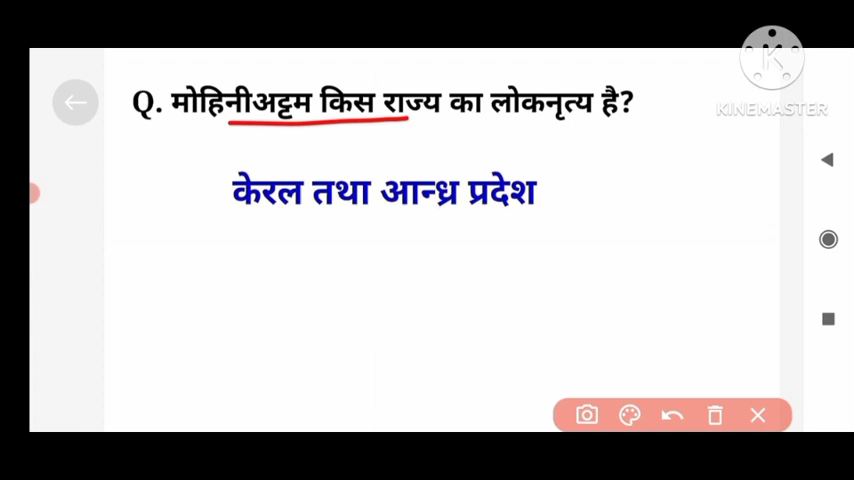 Q. मोहिनीअट्टम किस राज्य का लोकनृत्य है?
केरल तथा आन्ध्र प्रदेश
K
KINEMASTER